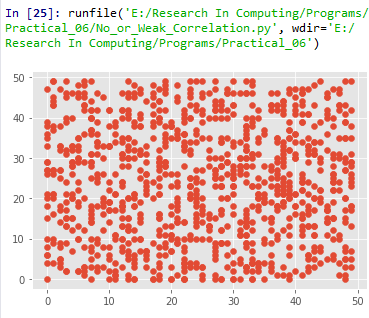 In [25]: runfile('E:/Research In Computing/Programs/
Practical_06/No_or_Weak_Correlation.py', wdir='E:/
Research In Computing/Programs/Practical_06')
50
40
30
20
10
0
0 10 20 30 40 50